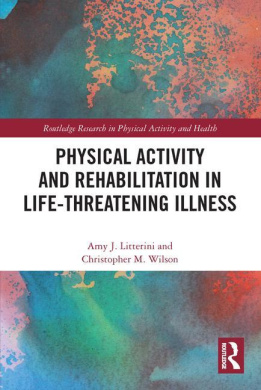 Routledge Research in Physical Activity and Health
PHYSICAL ACTIVITY
AND REHABILITATION IN
LIFE-THREATENING ILLNESS
Amy J. Litterini and
Christopher M. Wilson
ROUTLEDGE